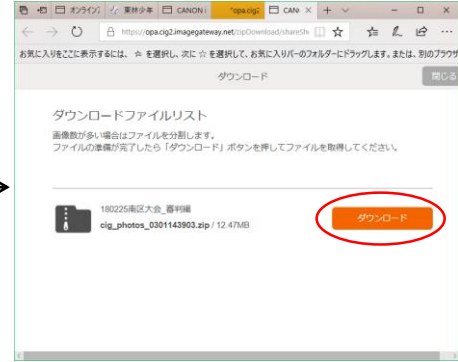 オンライン 東林少年 CANON i "opa.cig2 CANO
https://opa.cig2.imagegateway.net/zipDownload/shareShi
お気に入りをここに表示するには、☆ を選択し、次に ☆ を選択して、お気に入りバーのフォルダーにドラッグします。または、別のブラウザ
ダウンロード
閉じる
ダウンロードファイルリスト
画像数が多い場合はファイルを分割します。
ファイルの準備が完了したら「ダウンロード」ボタンを押してファイルを取得してください。
180225南区大会_審判編
cig_photos_0301143903.zip / 12.47MB
ダウンロード